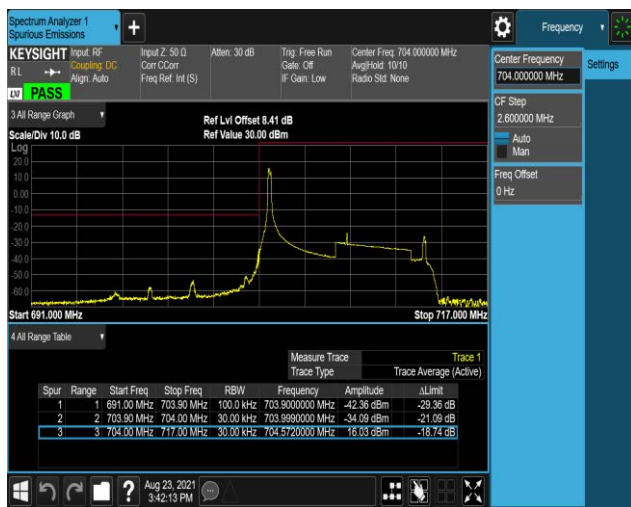 Spectrum Analyzer 1
Spurious Emissions
Frequency
KEYSIGHT Input: RF Input Z: 50 Ω Atten: 30 dB Trig: Free Run Center Freq: 704.000000 MHz
RL Coupling: DC Corr CCorr Gate: Off Avg|Hold: 10/10
Align: Auto Freq Ref: Int (S) IF Gain: Low Radio Std: None
LXI PASS
3 All Range Graph
Ref Lvl Offset 8.41 dB
Scale/Div 10.0 dB Ref Value 30.00 dBm
Log
20.0
10.0
0.00
-10.0
-20.0
-30.0
-40.0
-50.0
-60.0
Start 691.000 MHz Stop 717.000 MHz
4 All Range Table
Measure Trace Trace 1
Trace Type Trace Average (Active)
Spur Range Start Freq Stop Freq RBW Frequency Amplitude ΔLimit
1 1 691.00 MHz 703.90 MHz 100.0 kHz 703.9000000 MHz -42.36 dBm -29.36 dB
2 2 703.90 MHz 704.00 MHz 30.00 kHz 703.9990000 MHz -34.09 dBm -21.09 dB
3 3 704.00 MHz 717.00 MHz 30.00 kHz 704.5720000 MHz 16.03 dBm -18.74 dB
Aug 23, 2021
3:42:13 PM
Center Frequency
704.000000 MHz
Settings
CF Step
2.600000 MHz
Auto
Man
Freq Offset
0 Hz